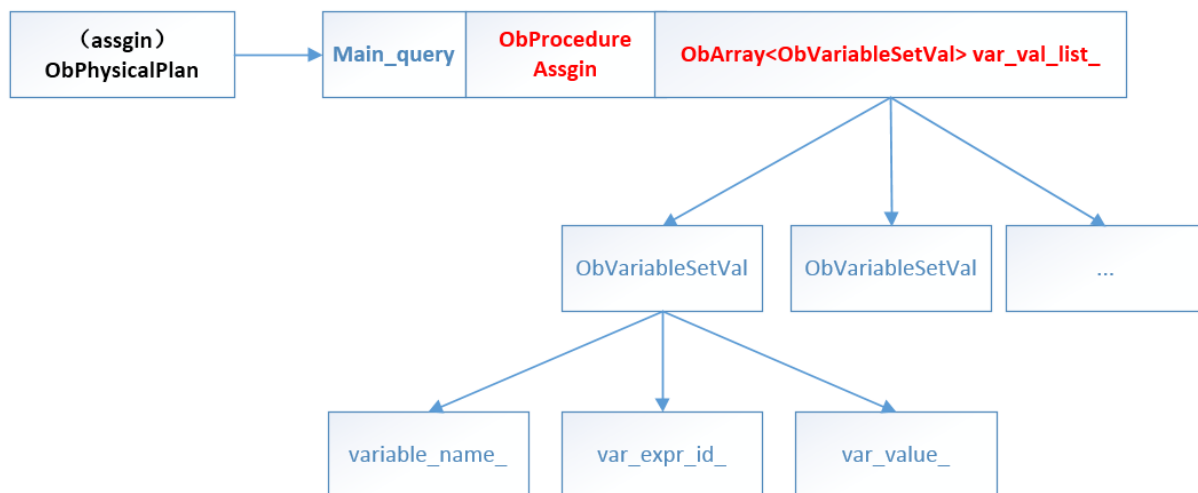 （assgin）
ObPhysicalPlan
Main_query
ObProcedure
Assgin
ObArray<ObVariableSetVal> var_val_list_
ObVariableSetVal
ObVariableSetVal
...
variable_name_
var_expr_id_
var_value_